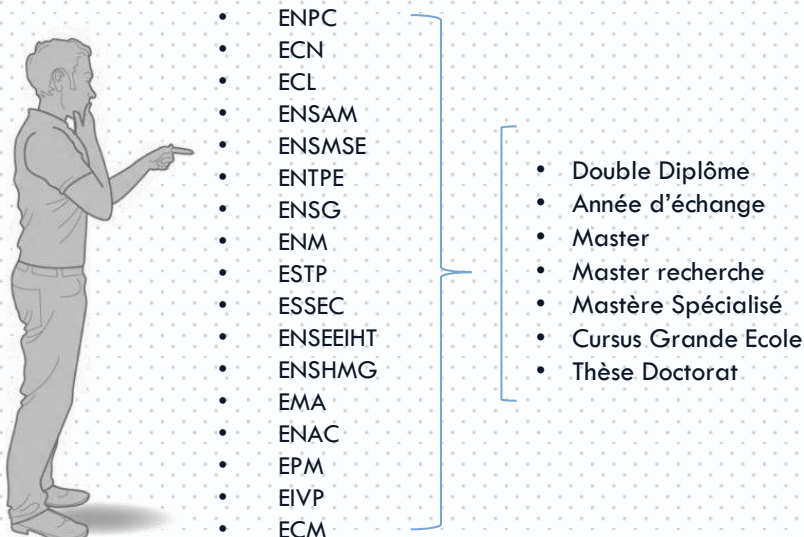 ENPC
ECN
ECL
ENSAM
ENSMSE
ENTPE
ENSG
ENM
ESTP
ESSEC
ENSEEIHT
ENSHMG
EMA
ENAC
EPM
EIVP
ECM
Double Diplôme
Année d’échange
Master
Master recherche
Mastère Spécialisé
Cursus Grande Ecole
Thèse Doctorat